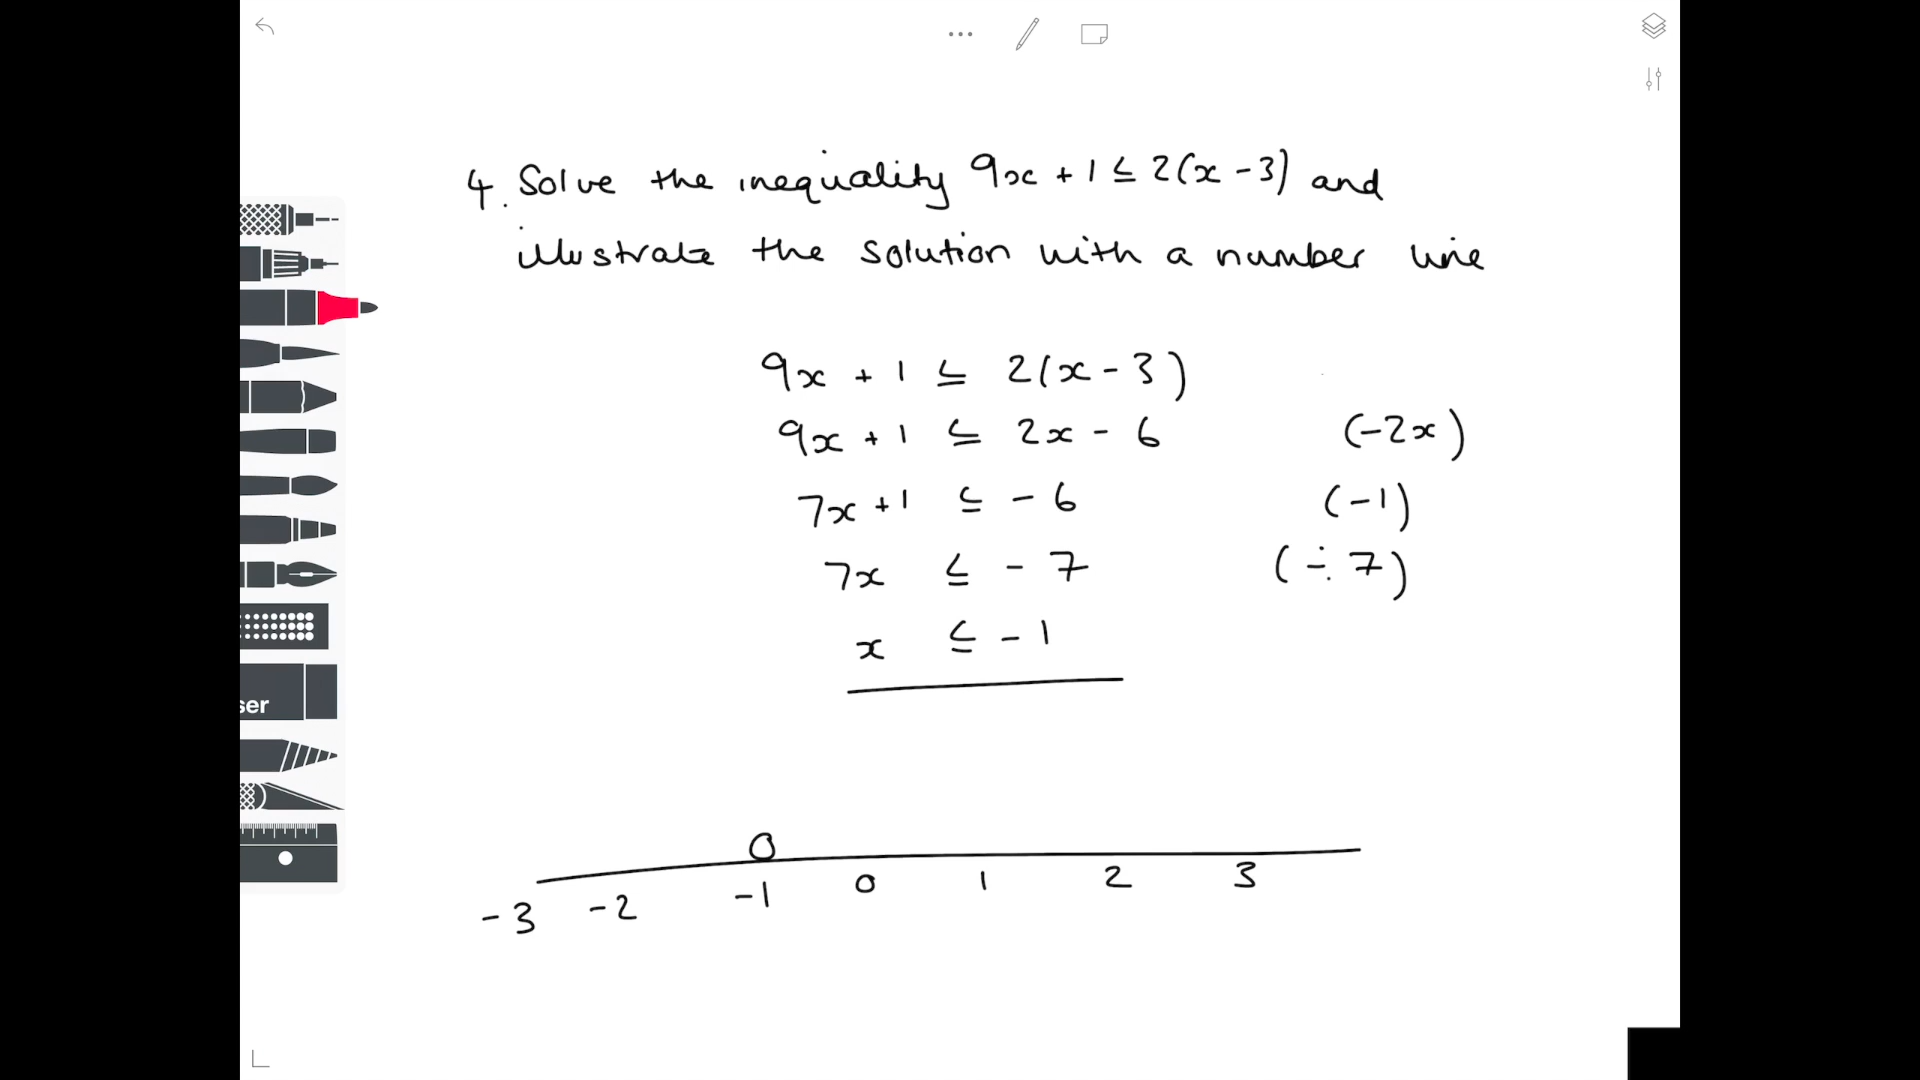 4. Solve the inequality 9x + 1 ≤ 2(x - 3) and
illustrate the solution with a number line
9x + 1 ≤ 2(x - 3)
9x + 1 ≤ 2x - 6 (-2x)
7x + 1 ≤ - 6 (-1)
7x ≤ - 7 (÷ 7)
x ≤ - 1
ser
-3 -2 -1 0 1 2 3